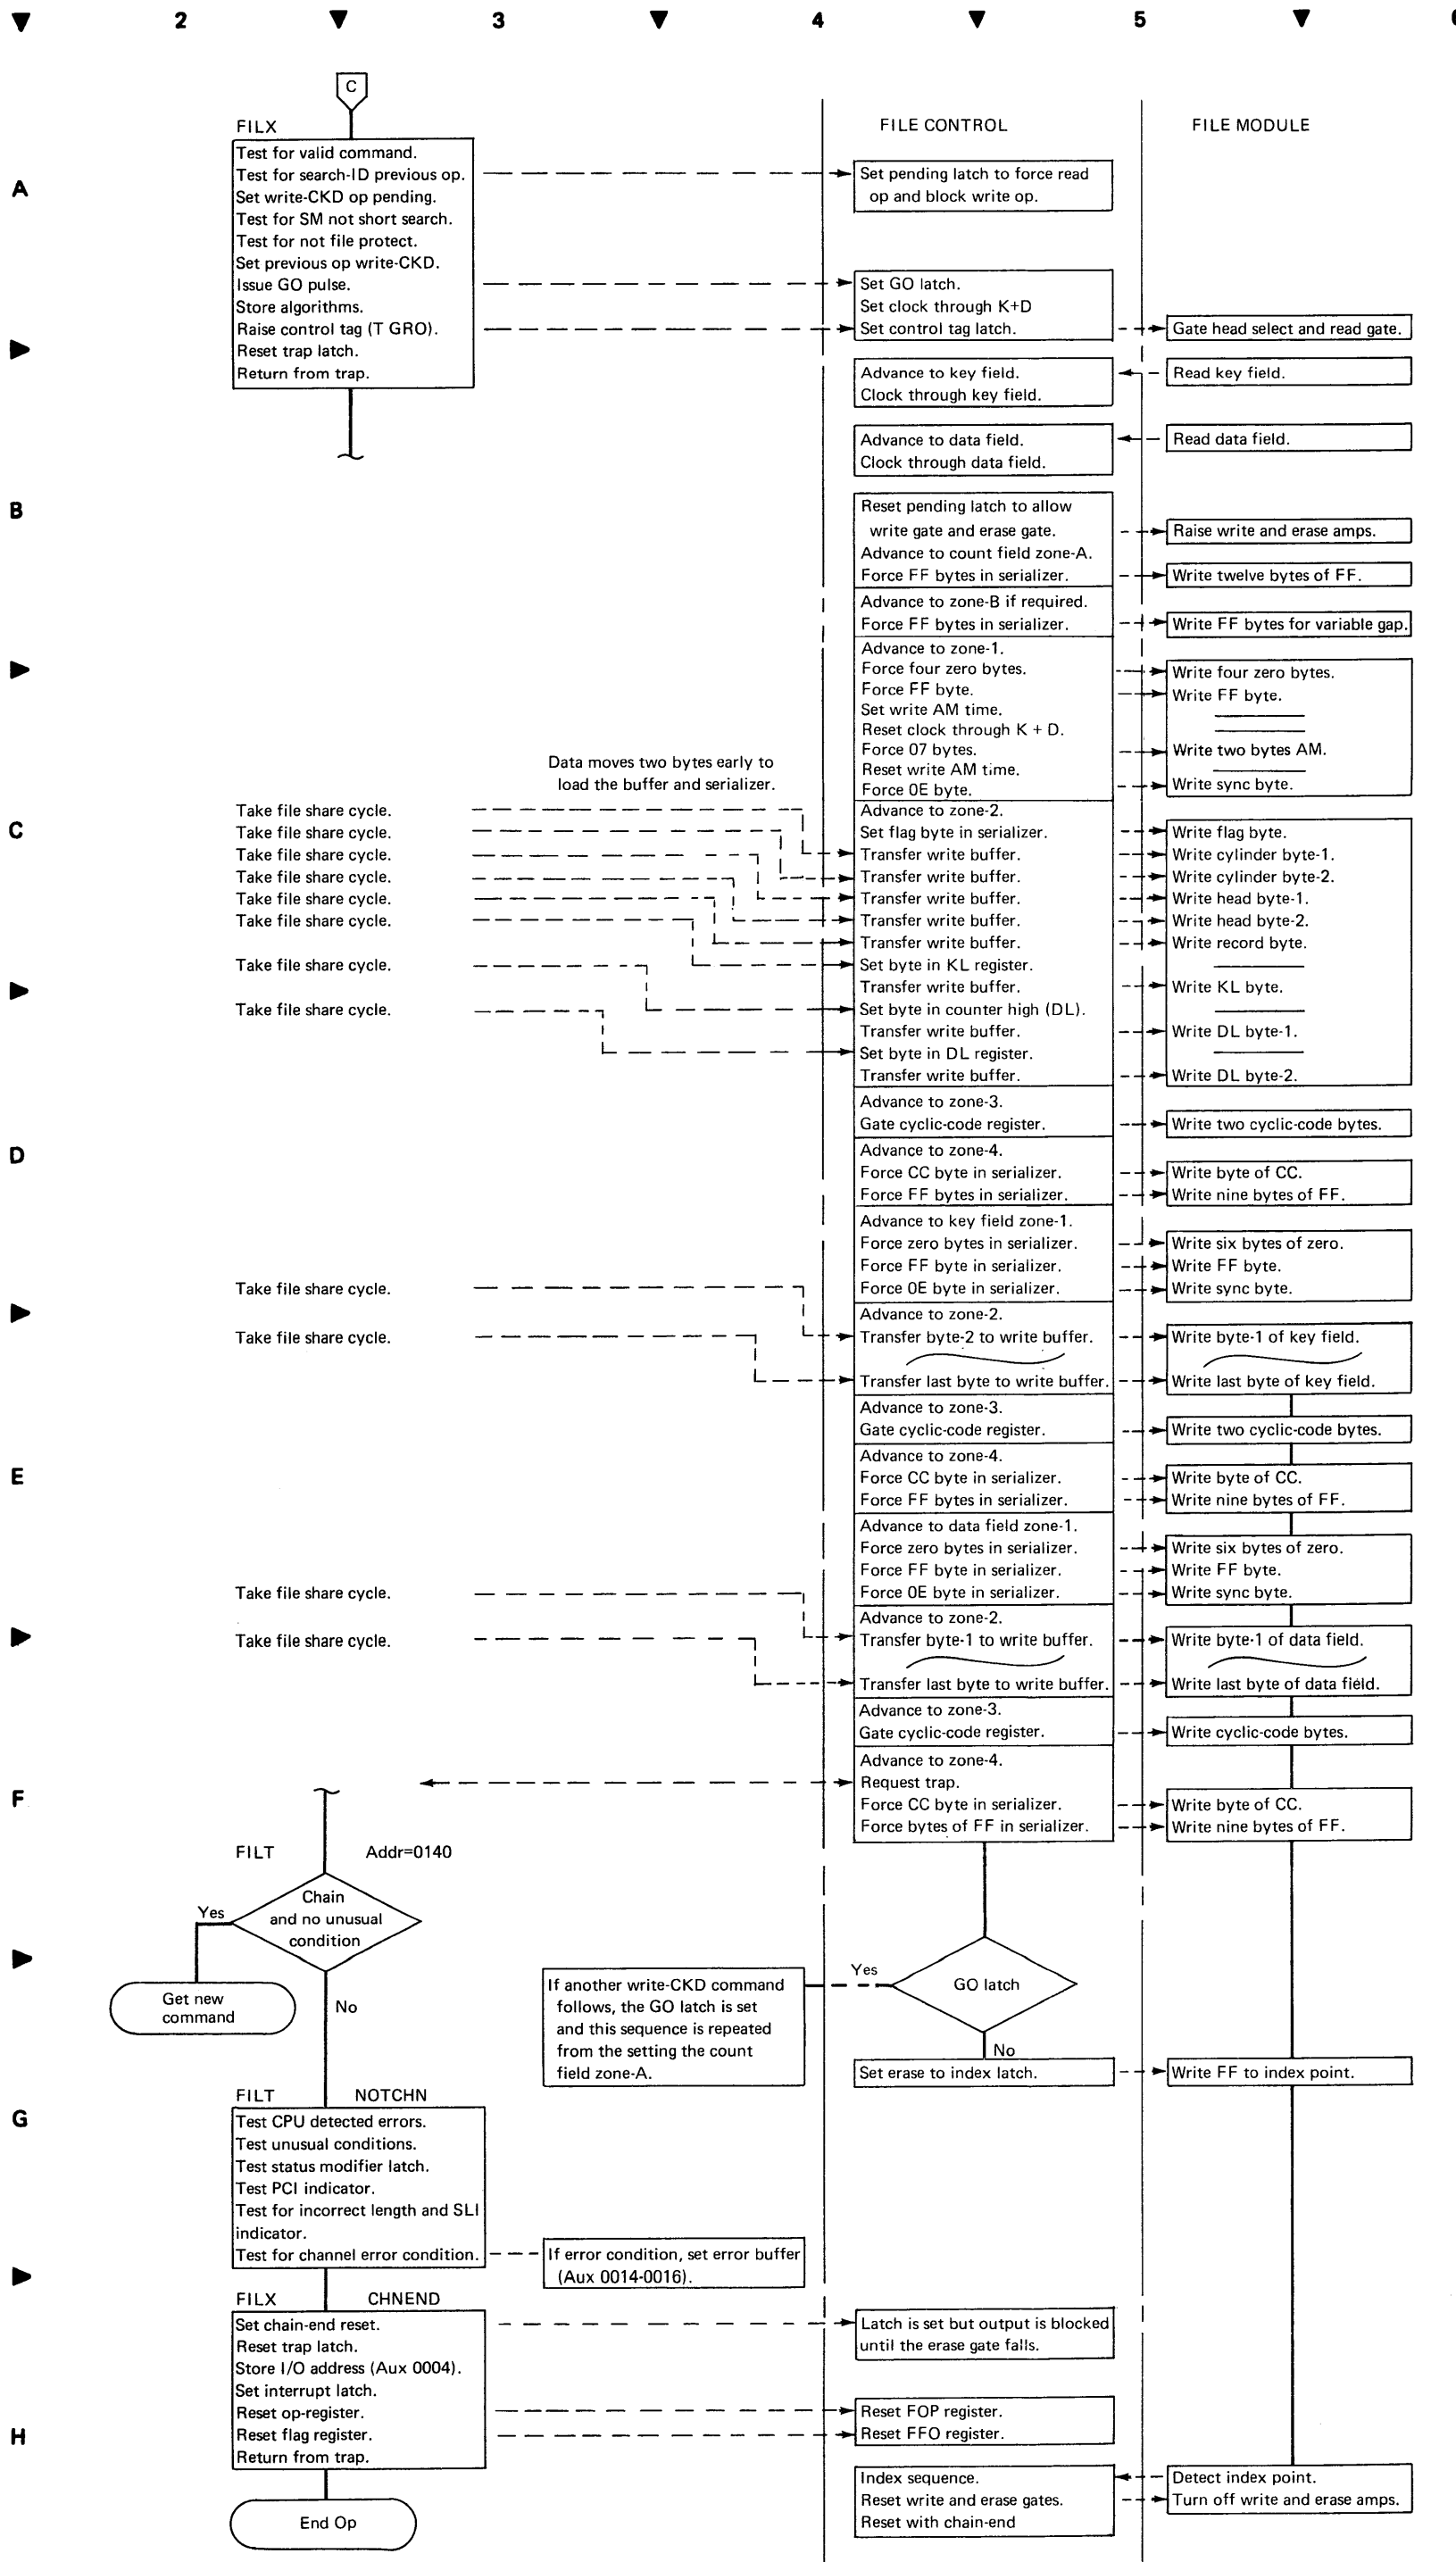 2 3 4 5
C
FILX
FILE CONTROL
FILE MODULE
A
Test for valid command.
Test for search-ID previous op.
Set write-CKD op pending.
Test for SM not short search.
Test for not file protect.
Set previous op write-CKD.
Issue GO pulse.
Store algorithms.
Raise control tag (T GRO).
Reset trap latch.
Return from trap.
Set pending latch to force read
op and block write op.
Set GO latch.
Set clock through K+D
Set control tag latch.
Gate head select and read gate.
Advance to key field.
Clock through key field.
Read key field.
Advance to data field.
Clock through data field.
Read data field.
B
Reset pending latch to allow
write gate and erase gate.
Advance to count field zone-A.
Force FF bytes in serializer.
Raise write and erase amps.
Write twelve bytes of FF.
Advance to zone-B if required.
Force FF bytes in serializer.
Write FF bytes for variable gap.
Advance to zone-1.
Force four zero bytes.
Force FF byte.
Set write AM time.
Reset clock through K + D.
Force 07 bytes.
Reset write AM time.
Force 0E byte.
Write four zero bytes.
Write FF byte.
Write two bytes AM.
Write sync byte.
Data moves two bytes early to
load the buffer and serializer.
C
Take file share cycle.
Take file share cycle.
Take file share cycle.
Take file share cycle.
Take file share cycle.
Take file share cycle.
Take file share cycle.
Take file share cycle.
Advance to zone-2.
Set flag byte in serializer.
Transfer write buffer.
Transfer write buffer.
Transfer write buffer.
Transfer write buffer.
Transfer write buffer.
Set byte in KL register.
Transfer write buffer.
Set byte in counter high (DL).
Transfer write buffer.
Set byte in DL register.
Transfer write buffer.
Write flag byte.
Write cylinder byte-1.
Write cylinder byte-2.
Write head byte-1.
Write head byte-2.
Write record byte.
Write KL byte.
Write DL byte-1.
Write DL byte-2.
D
Advance to zone-3.
Gate cyclic-code register.
Write two cyclic-code bytes.
Advance to zone-4.
Force CC byte in serializer.
Force FF bytes in serializer.
Write byte of CC.
Write nine bytes of FF.
Advance to key field zone-1.
Force zero bytes in serializer.
Force FF byte in serializer.
Force 0E byte in serializer.
Write six bytes of zero.
Write FF byte.
Write sync byte.
Take file share cycle.
Take file share cycle.
Advance to zone-2.
Transfer byte-2 to write buffer.
Transfer last byte to write buffer.
Write byte-1 of key field.
Write last byte of key field.
E
Advance to zone-3.
Gate cyclic-code register.
Write two cyclic-code bytes.
Advance to zone-4.
Force CC byte in serializer.
Force FF bytes in serializer.
Write byte of CC.
Write nine bytes of FF.
Advance to data field zone-1.
Force zero bytes in serializer.
Force FF byte in serializer.
Force 0E byte in serializer.
Write six bytes of zero.
Write FF byte.
Write sync byte.
Take file share cycle.
Take file share cycle.
Advance to zone-2.
Transfer byte-1 to write buffer.
Transfer last byte to write buffer.
Write byte-1 of data field.
Write last byte of data field.
Advance to zone-3.
Gate cyclic-code register.
Write cyclic-code bytes.
F
Advance to zone-4.
Request trap.
Force CC byte in serializer.
Force bytes of FF in serializer.
Write byte of CC.
Write nine bytes of FF.
FILT Addr=0140
Chain
and no unusual
condition
Yes
Get new
command
No
If another write-CKD command
follows, the GO latch is set
and this sequence is repeated
from the setting the count
field zone-A.
Yes
GO latch
No
Set erase to index latch.
Write FF to index point.
G
FILT NOTCHN
Test CPU detected errors.
Test unusual conditions.
Test status modifier latch.
Test PCI indicator.
Test for incorrect length and SLI
indicator.
Test for channel error condition.
If error condition, set error buffer
(Aux 0014-0016).
FILX CHNEND
Set chain-end reset.
Reset trap latch.
Store I/O address (Aux 0004).
Set interrupt latch.
Reset op-register.
Reset flag register.
Return from trap.
Latch is set but output is blocked
until the erase gate falls.
H
Reset FOP register.
Reset FFO register.
Index sequence.
Reset write and erase gates.
Reset with chain-end
Detect index point.
Turn off write and erase amps.
End Op